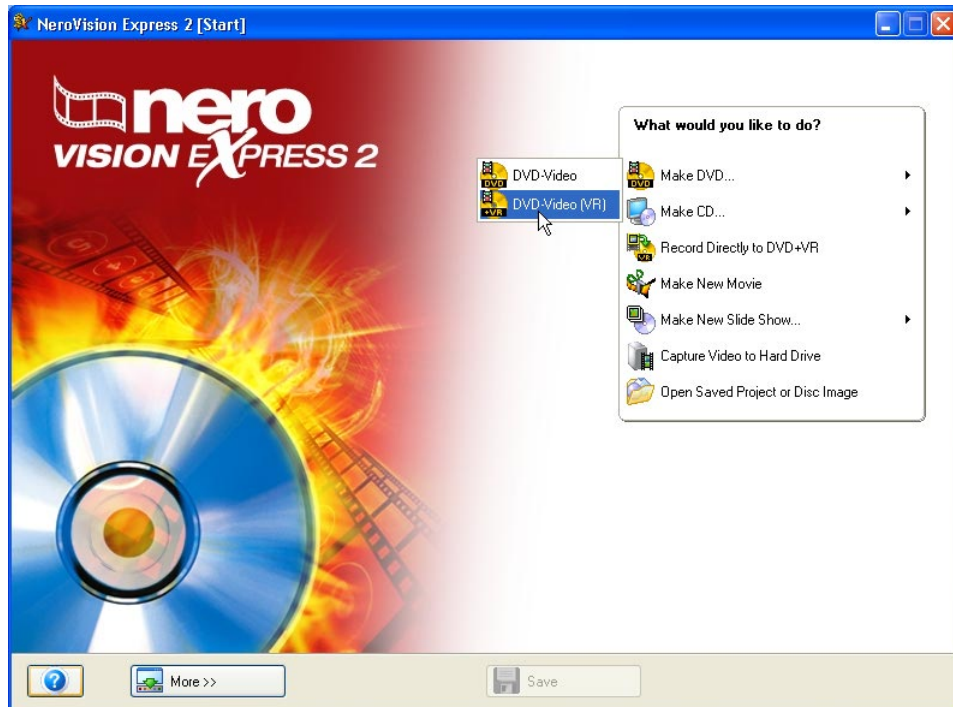 NeroVision Express 2 [Start]
nero
VISION EXPRESS 2
What would you like to do?
DVD-Video
DVD-Video (VR)
Make DVD...
Make CD...
Record Directly to DVD+VR
Make New Movie
Make New Slide Show...
Capture Video to Hard Drive
Open Saved Project or Disc Image
More >>
Save